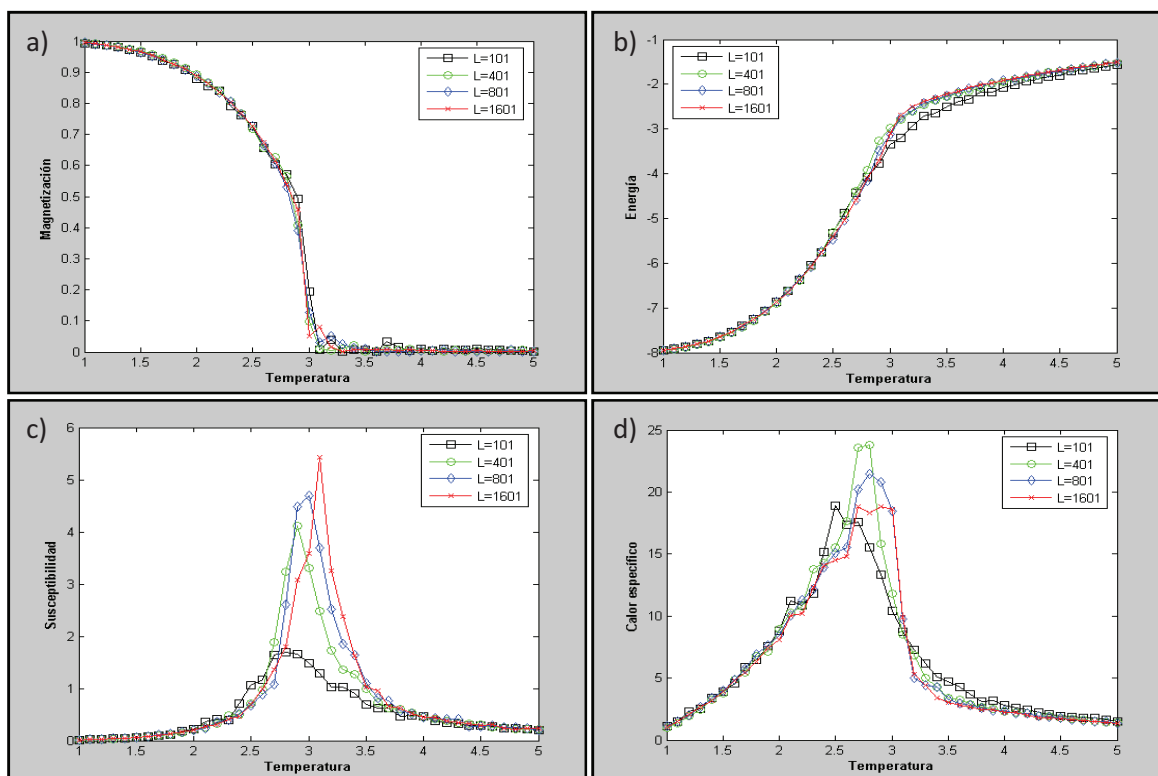 a)
1
0.9
0.8
0.7
0.6
0.5
0.4
0.3
0.2
0.1
0
Magnetización
1 1.5 2 2.5 3 3.5 4 4.5 5
Temperatura
L=101
L=401
L=801
L=1601
b)
-1
-2
-3
-4
-5
-6
-7
-8
Energía
1 1.5 2 2.5 3 3.5 4 4.5 5
Temperatura
L=101
L=401
L=801
L=1601
c)
6
5
4
3
2
1
0
Susceptibilidad
1 1.5 2 2.5 3 3.5 4 4.5 5
Temperatura
L=101
L=401
L=801
L=1601
d)
25
20
15
10
5
0
Calor específico
1 1.5 2 2.5 3 3.5 4 4.5 5
Temperatura
L=101
L=401
L=801
L=1601